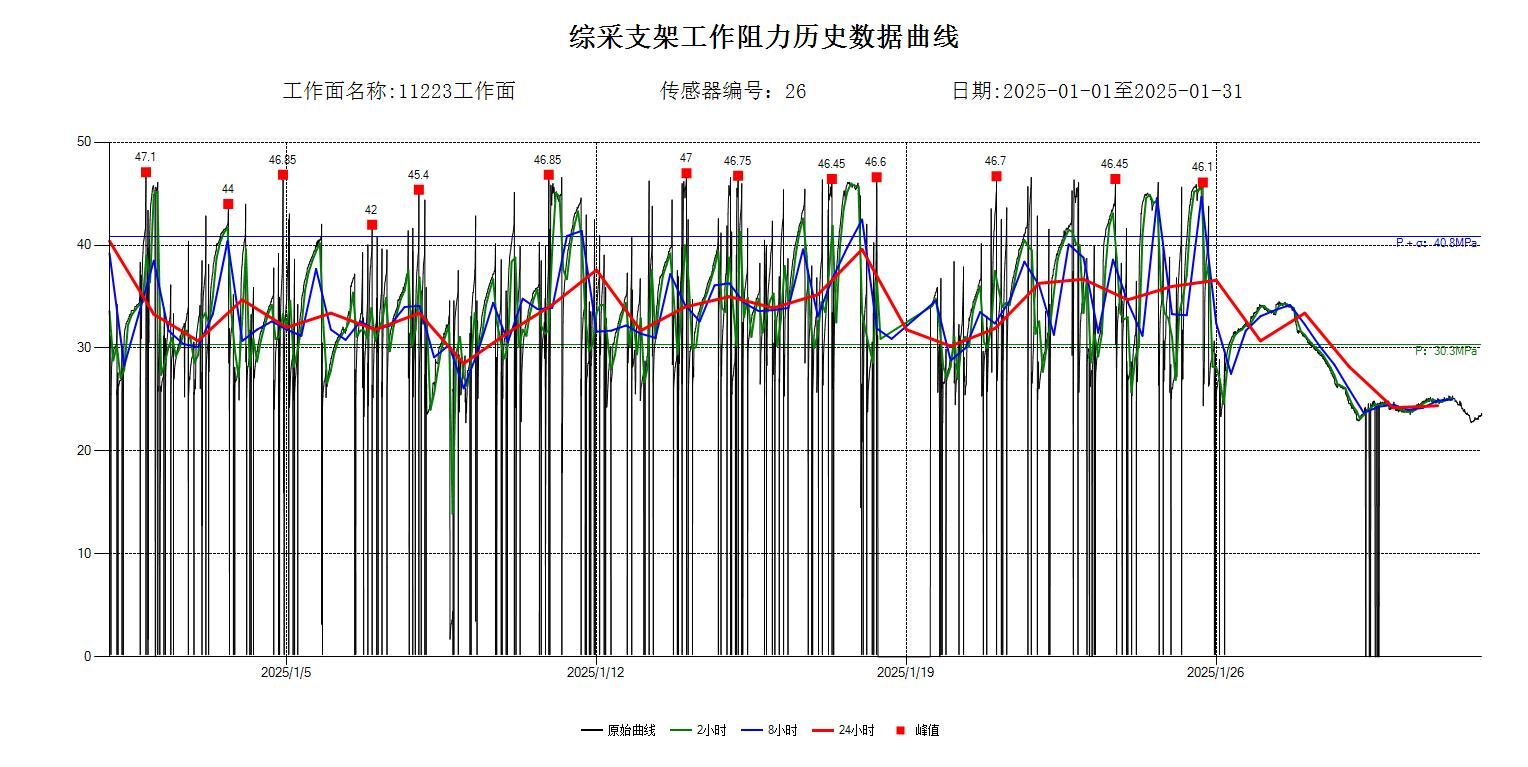 综采支架工作阻力历史数据曲线
工作面名称:11223工作面 传感器编号：26 日期:2025-01-01至2025-01-31
50
47.1 46.85 46.85 47 46.75 46.45 46.6 46.7 46.45 46.1
44 42 45.4
P + σ: 40.8MPa
40
P: 30.3MPa
30
20
10
0
2025/1/5 2025/1/12 2025/1/19 2025/1/26
原始曲线 2小时 8小时 24小时 峰值